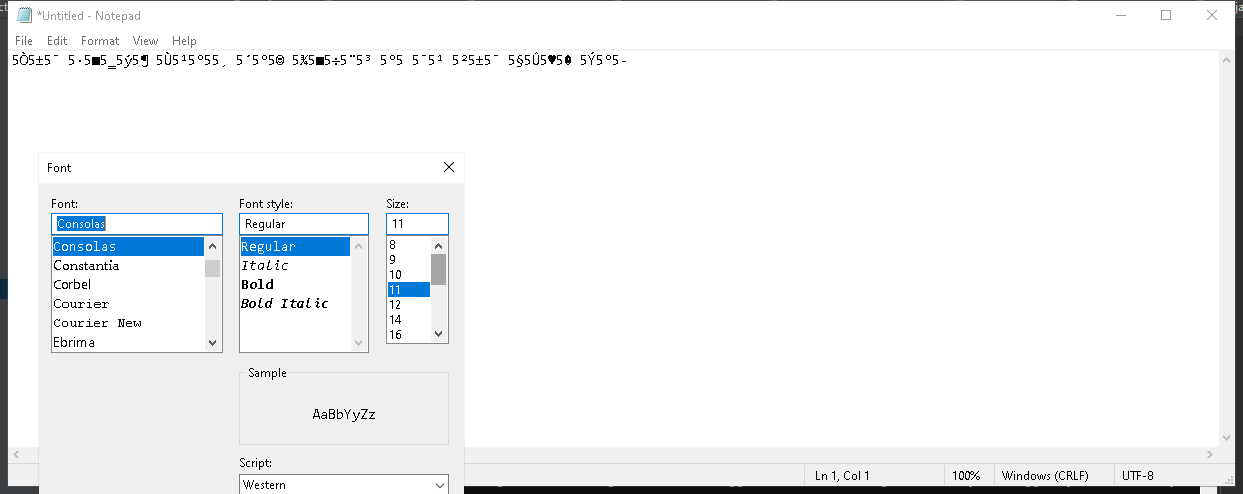 *Untitled - Notepad
File Edit Format View Help
5Ò5±5¯ 5·5■5‗5ý5¶ 5Ù5¹5º55¸ 5´5º5© 5¾5■5÷5¨5³ 5º5 5¯5¹ 5²5±5¯ 5§5Û5♥5 5Ý5º5-
Font
Font:
Consolas
Consolas
Constantia
Corbel
Courier
Courier New
Ebrima
Font style:
Regular
Regular
Italic
Bold
Bold Italic
Size:
11
8
9
10
11
12
14
16
Sample
AaBbYyZz
Script:
Western
Ln 1, Col 1
100%
Windows (CRLF)
UTF-8